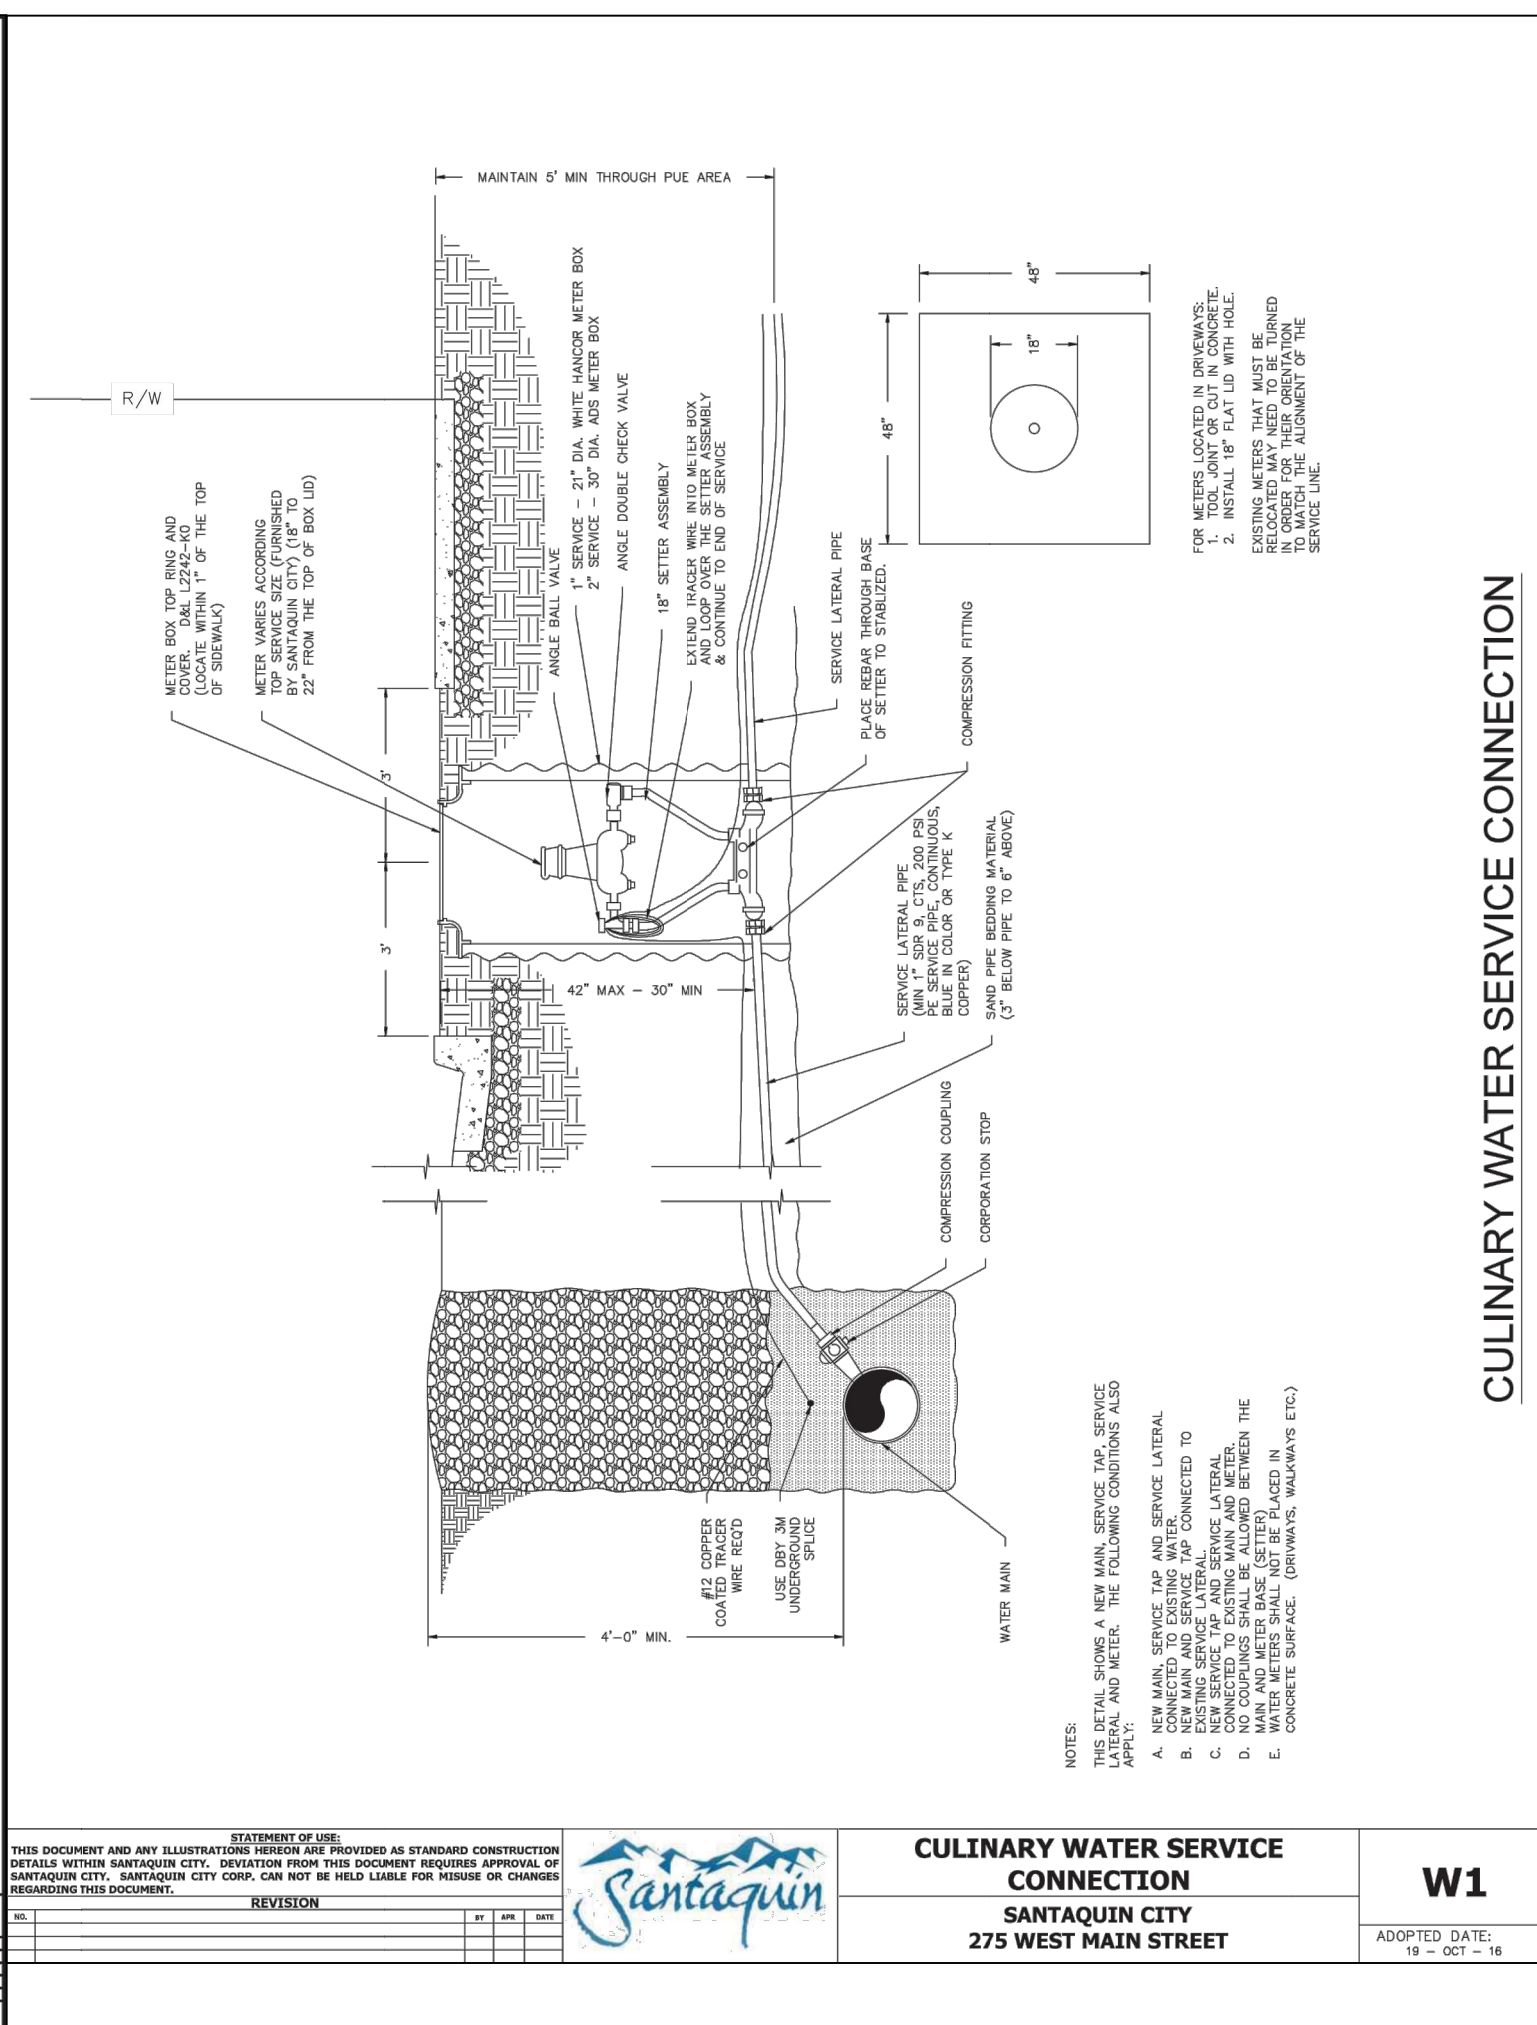 R/W
METER BOX TOP RING AND
COVER. D&L L2242-K0
(LOCATE WITHIN 1" OF THE TOP
OF SIDEWALK)
METER VARIES ACCORDING
TOP SERVICE SIZE (FURNISHED
BY SANTAQUIN CITY) (18" TO
22" FROM THE TOP OF BOX LID)
3'
3'
MAINTAIN 5' MIN THROUGH PUE AREA
ANGLE BALL VALVE
1" SERVICE - 21" DIA. WHITE HANCOR METER BOX
2" SERVICE - 30" DIA. ADS METER BOX
ANGLE DOUBLE CHECK VALVE
18" SETTER ASSEMBLY
EXTEND TRACER WIRE INTO METER BOX
AND LOOP OVER THE SETTER ASSEMBLY
& CONTINUE TO END OF SERVICE
SERVICE LATERAL PIPE
PLACE REBAR THROUGH BASE
OF SETTER TO STABLIZED.
COMPRESSION FITTING
42" MAX - 30" MIN
SERVICE LATERAL PIPE
(MIN 1" SDR 9, CTS, 200 PSI
PE SERVICE PIPE, CONTINUOUS,
BLUE IN COLOR OR TYPE K
COPPER)
SAND PIPE BEDDING MATERIAL
(3" BELOW PIPE TO 6" ABOVE)
COMPRESSION COUPLING
CORPORATION STOP
48"
48"
18"
FOR METERS LOCATED IN DRIVEWAYS:
1. TOOL JOINT OR CUT IN CONCRETE.
2. INSTALL 18" FLAT LID WITH HOLE.
EXISTING METERS THAT MUST BE
RELOCATED MAY NEED TO BE TURNED
IN ORDER FOR THEIR ORIENTATION
TO MATCH THE ALIGNMENT OF THE
SERVICE LINE.
#12 COPPER
COATED TRACER
WIRE REQ'D
USE DBY 3M
UNDERGROUND
SPLICE
4'-0" MIN.
WATER MAIN
NOTES:
THIS DETAIL SHOWS A NEW MAIN, SERVICE TAP, SERVICE
LATERAL AND METER. THE FOLLOWING CONDITIONS ALSO
APPLY:
A. NEW MAIN, SERVICE TAP AND SERVICE LATERAL
CONNECTED TO EXISTING WATER.
B. NEW MAIN AND SERVICE TAP CONNECTED TO
EXISTING SERVICE LATERAL.
C. NEW SERVICE TAP AND SERVICE LATERAL
CONNECTED TO EXISTING MAIN AND METER.
D. NO COUPLINGS SHALL BE ALLOWED BETWEEN THE
MAIN AND METER BASE (SETTER)
E. WATER METERS SHALL NOT BE PLACED IN
CONCRETE SURFACE. (DRIVWAYS, WALKWAYS ETC.)
CULINARY WATER SERVICE CONNECTION
STATEMENT OF USE:
THIS DOCUMENT AND ANY ILLUSTRATIONS HEREON ARE PROVIDED AS STANDARD CONSTRUCTION
DETAILS WITHIN SANTAQUIN CITY. DEVIATION FROM THIS DOCUMENT REQUIRES APPROVAL OF
SANTAQUIN CITY. SANTAQUIN CITY CORP. CAN NOT BE HELD LIABLE FOR MISUSE OR CHANGES
REGARDING THIS DOCUMENT.
REVISION
NO. BY APR DATE
Santaquin
CULINARY WATER SERVICE
CONNECTION
SANTAQUIN CITY
275 WEST MAIN STREET
W1
ADOPTED DATE:
19 - OCT - 16